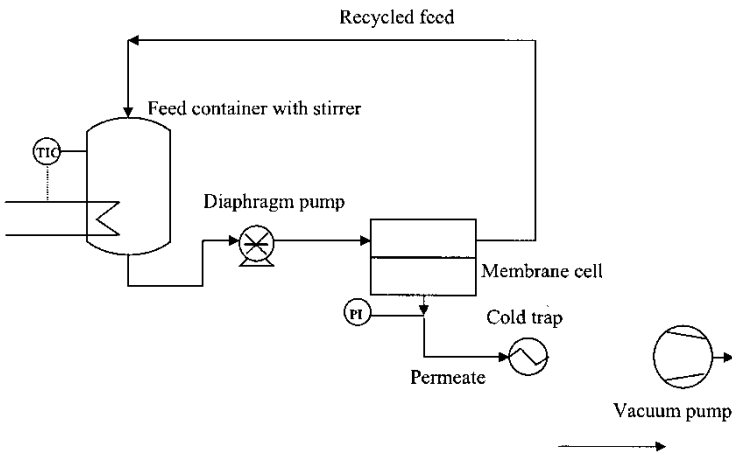 Recycled feed
Feed container with stirrer
TIC
Diaphragm pump
Membrane cell
PI
Cold trap
Permeate
Vacuum pump